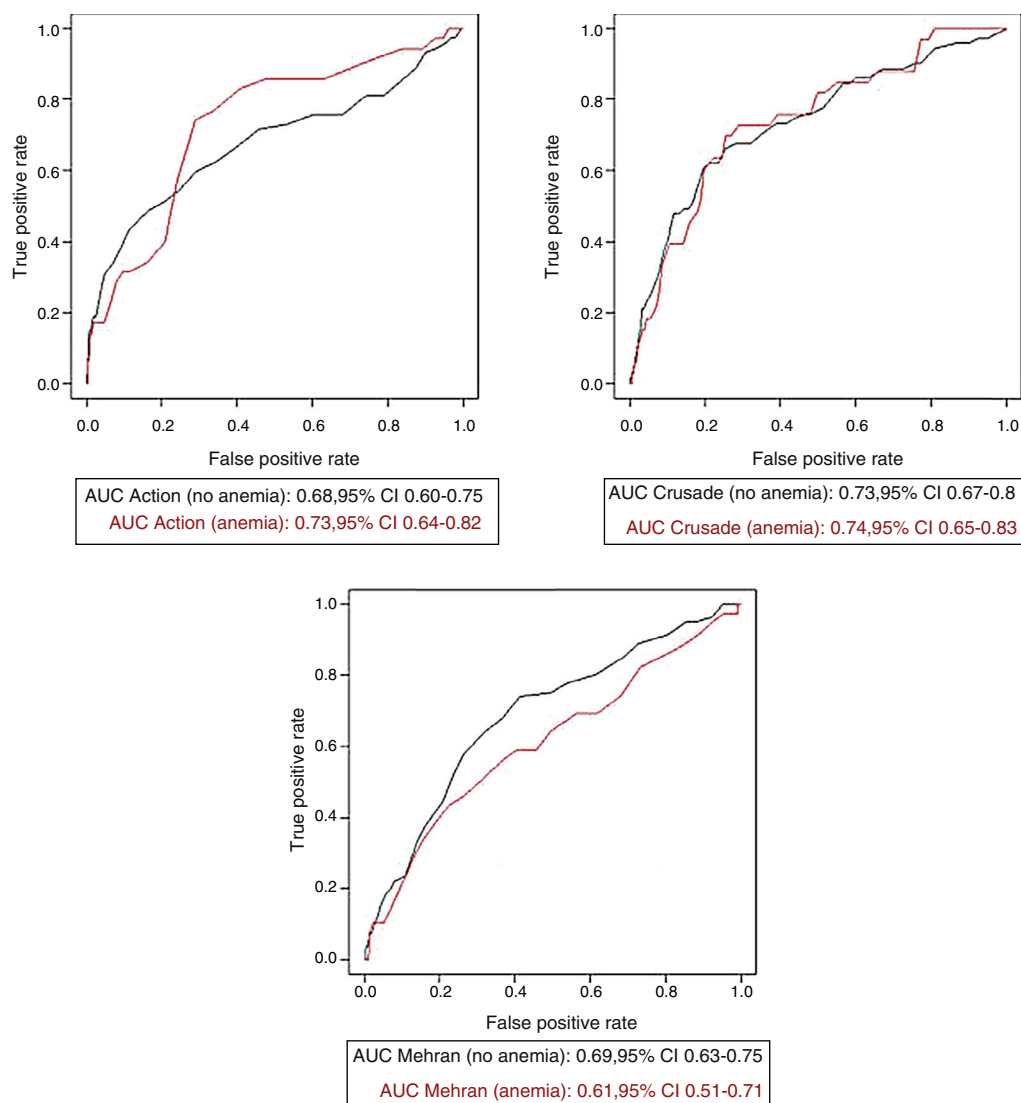 1.0
0.8
0.6
0.4
0.2
0.0
True positive rate
0.0 0.2 0.4 0.6 0.8 1.0
False positive rate
AUC Action (no anemia): 0.68,95% CI 0.60-0.75
AUC Action (anemia): 0.73,95% CI 0.64-0.82
1.0
0.8
0.6
0.4
0.2
0.0
True positive rate
0.0 0.2 0.4 0.6 0.8 1.0
False positive rate
AUC Crusade (no anemia): 0.73,95% CI 0.67-0.8
AUC Crusade (anemia): 0.74,95% CI 0.65-0.83
1.0
0.8
0.6
0.4
0.2
0.0
True positive rate
0.0 0.2 0.4 0.6 0.8 1.0
False positive rate
AUC Mehran (no anemia): 0.69,95% CI 0.63-0.75
AUC Mehran (anemia): 0.61,95% CI 0.51-0.71